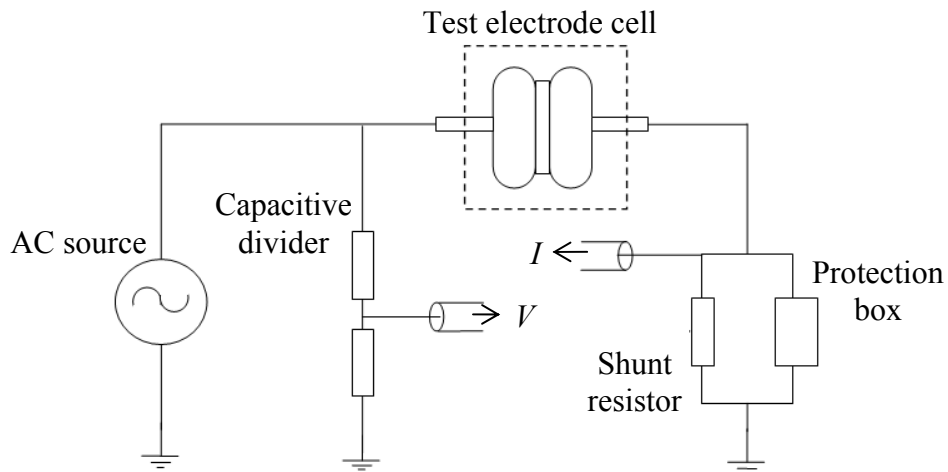 Test electrode cell
Capacitive
divider
AC source
I
V
Protection
box
Shunt
resistor